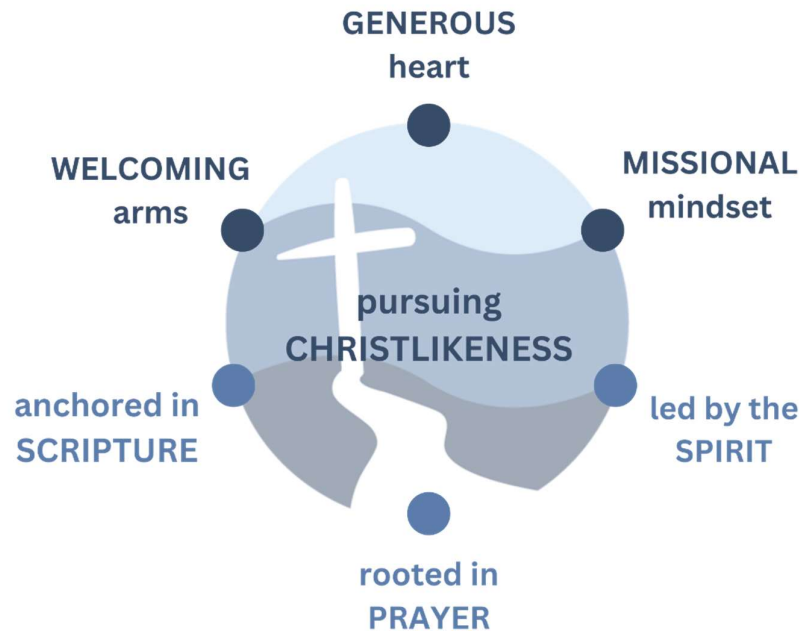 GENEROUS
heart
WELCOMING
arms
MISSIONAL
mindset
pursuing
CHRISTLIKENESS
anchored in
SCRIPTURE
led by the
SPIRIT
rooted in
PRAYER